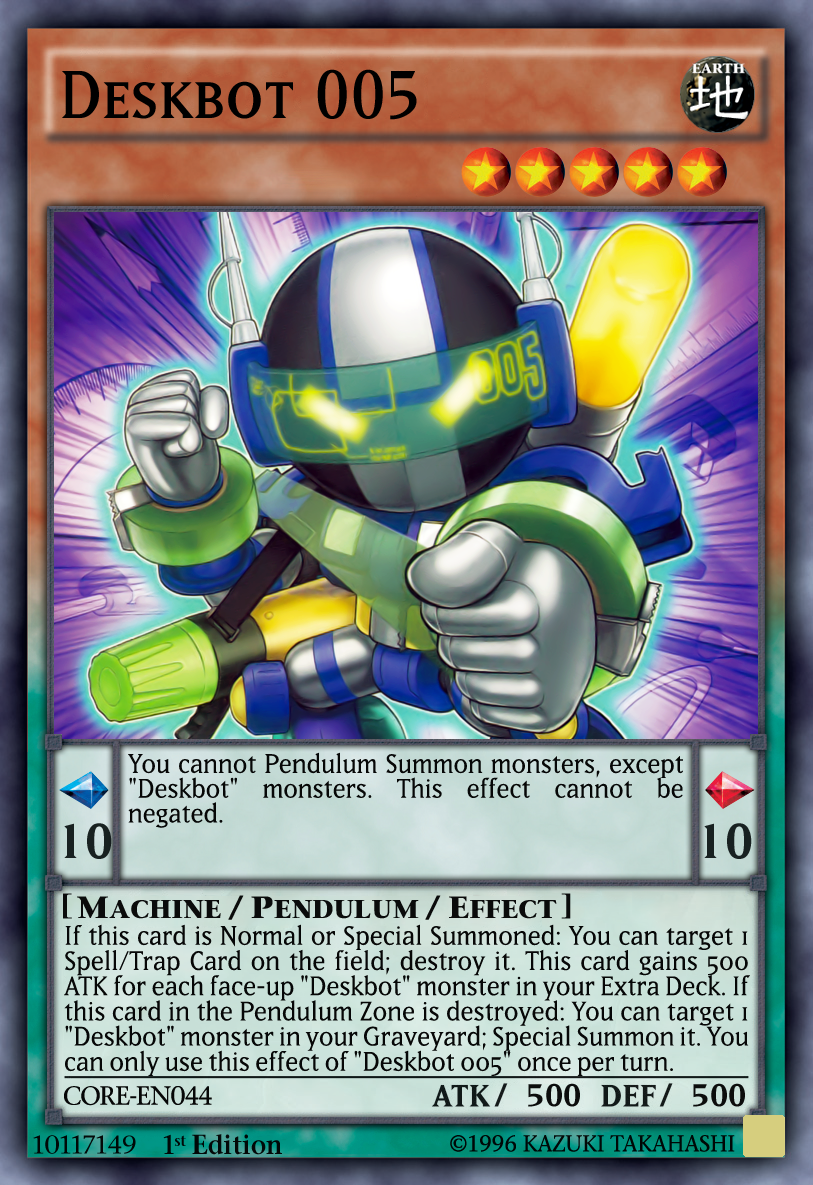 DESKBOT 005
EARTH
地
005
You cannot Pendulum Summon monsters, except
"Deskbot" monsters. This effect cannot be
negated.
10
10
[ MACHINE / PENDULUM / EFFECT ]
If this card is Normal or Special Summoned: You can target 1
Spell/Trap Card on the field; destroy it. This card gains 500
ATK for each face-up "Deskbot" monster in your Extra Deck. If
this card in the Pendulum Zone is destroyed: You can target 1
"Deskbot" monster in your Graveyard; Special Summon it. You
can only use this effect of "Deskbot 005" once per turn.
CORE-EN044 ATK/ 500 DEF/ 500
10117149 1st Edition ©1996 KAZUKI TAKAHASHI